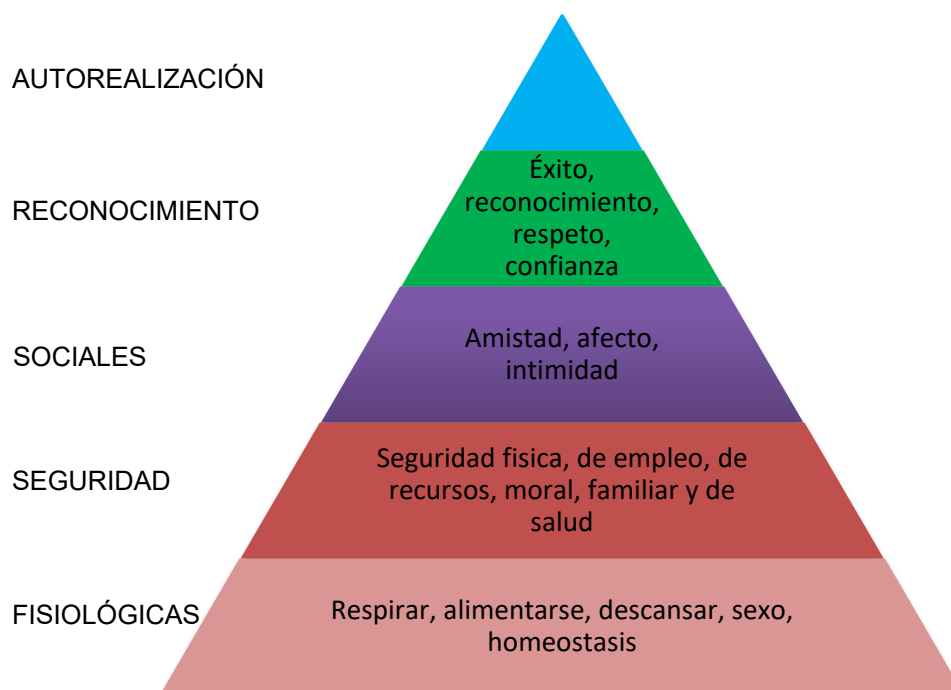 AUTOREALIZACIÓN
RECONOCIMIENTO
Éxito,
reconocimiento,
respeto,
confianza
SOCIALES
Amistad, afecto,
intimidad
SEGURIDAD
Seguridad fisica, de empleo, de
recursos, moral, familiar y de
salud
FISIOLÓGICAS
Respirar, alimentarse, descansar, sexo,
homeostasis